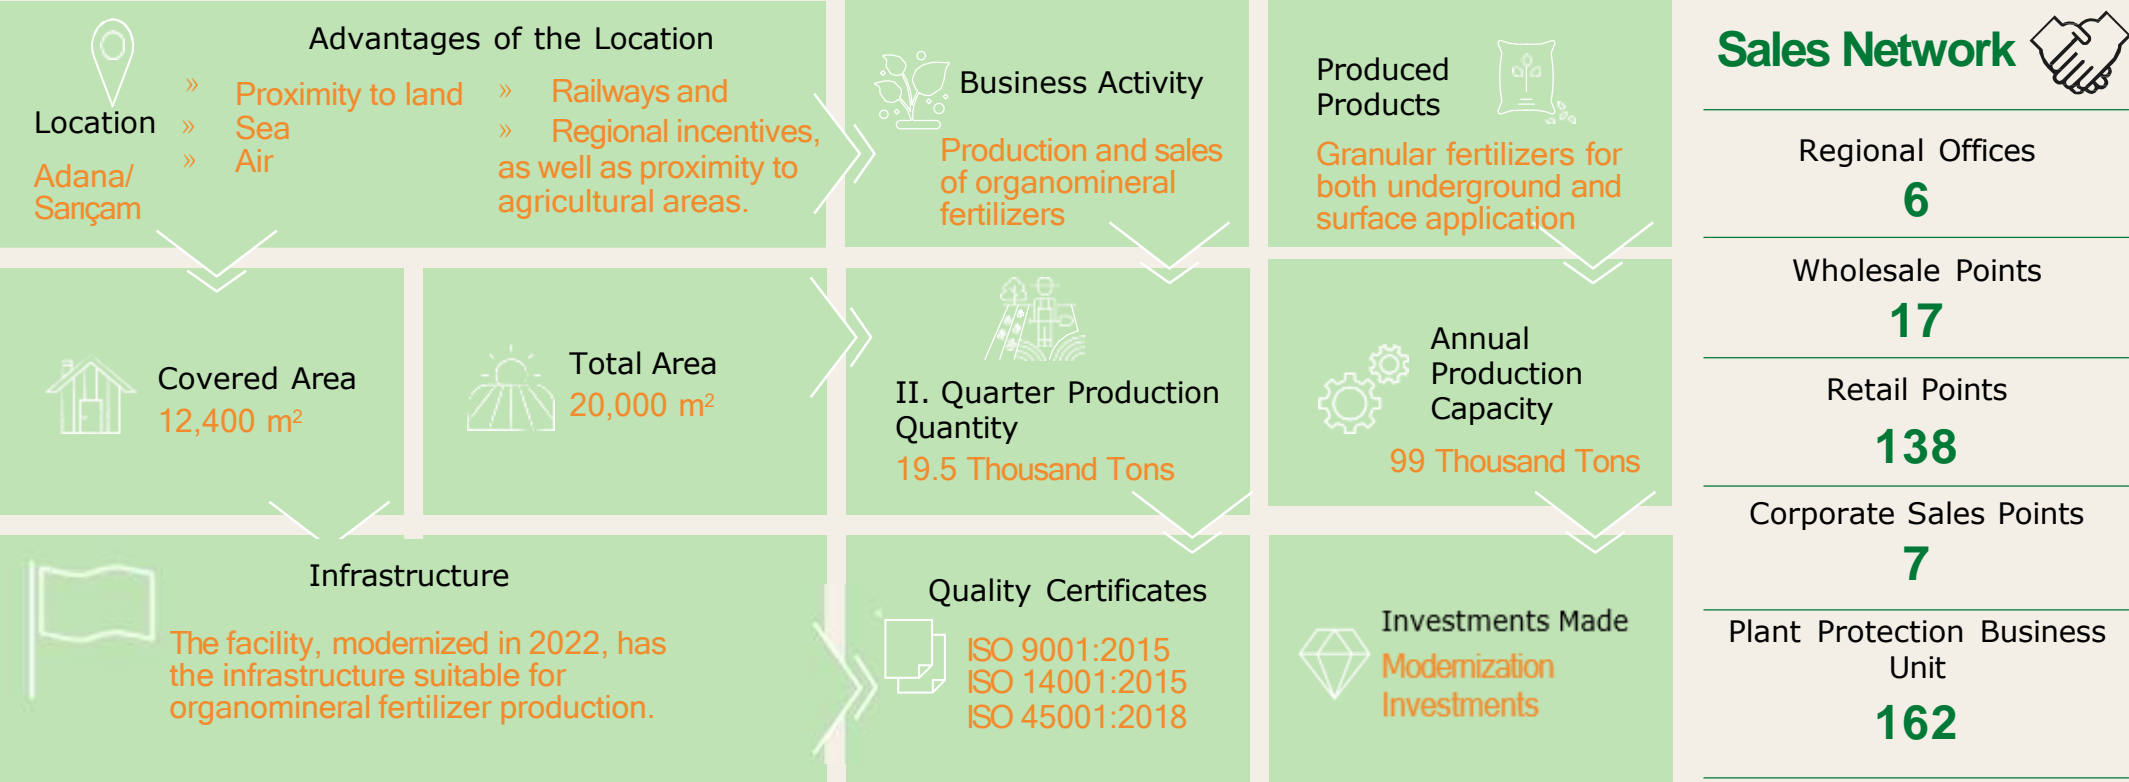 Advantages of the Location
Location
Adana/
Sarıçam
» Proximity to land
» Sea
» Air
» Railways and
» Regional incentives,
as well as proximity to
agricultural areas.
Business Activity
Production and sales
of organomineral
fertilizers
Produced
Products
Granular fertilizers for
both underground and
surface application
Covered Area
12,400 m²
Total Area
20,000 m²
II. Quarter Production
Quantity
19.5 Thousand Tons
Annual
Production
Capacity
99 Thousand Tons
Infrastructure
The facility, modernized in 2022, has
the infrastructure suitable for
organomineral fertilizer production.
Quality Certificates
ISO 9001:2015
ISO 14001:2015
ISO 45001:2018
Investments Made
Modernization
Investments
Sales Network
Regional Offices
6
Wholesale Points
17
Retail Points
138
Corporate Sales Points
7
Plant Protection Business
Unit
162